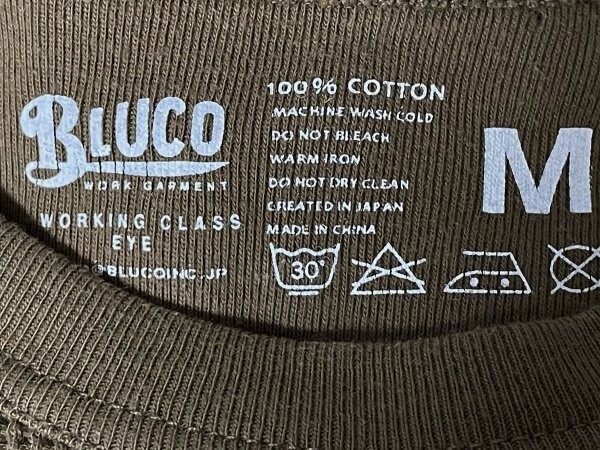 BLUCO
WORK GARMENT
WORKING CLASS
EYE
@BLUCOINC.JP
100% COTTON
MACHINE WASH COLD
DO NOT BLEACH
WARM IRON
DO NOT DRY CLEAN
CREATED IN JAPAN
MADE IN CHINA
30°
M